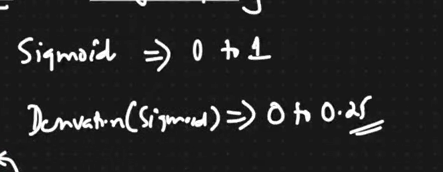 Sigmoid => 0 to 1
Derivation(Sigmoid) => 0 to 0.25